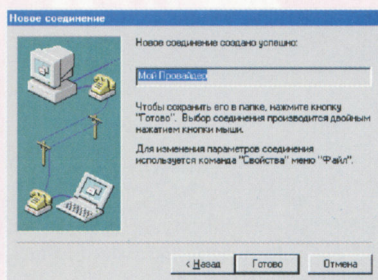 Новое соединение
Новое соединение создано успешно:
Мой Провайдер
Чтобы сохранить его в папке, нажмите кнопку
"Готово". Выбор соединения производится двойным
нажатием кнопки мыши.
Для изменения параметров соединения
используется команда "Свойства" меню "Файл".
< Назад
Готово
Отмена